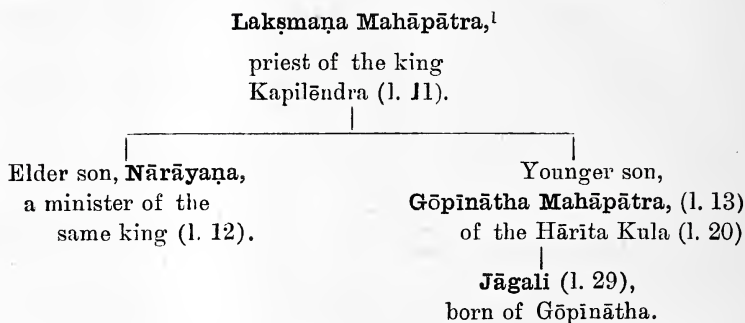 Lakṣmaṇa Mahāpātra,¹
priest of the king
Kapilēndra (l. 11).
Elder son, Nārāyaṇa,
a minister of the
same king (l. 12).
Younger son,
Gōpīnātha Mahāpātra, (l. 13)
of the Hārīta Kula (l. 20)
Jāgali (l. 29),
born of Gōpīnātha.